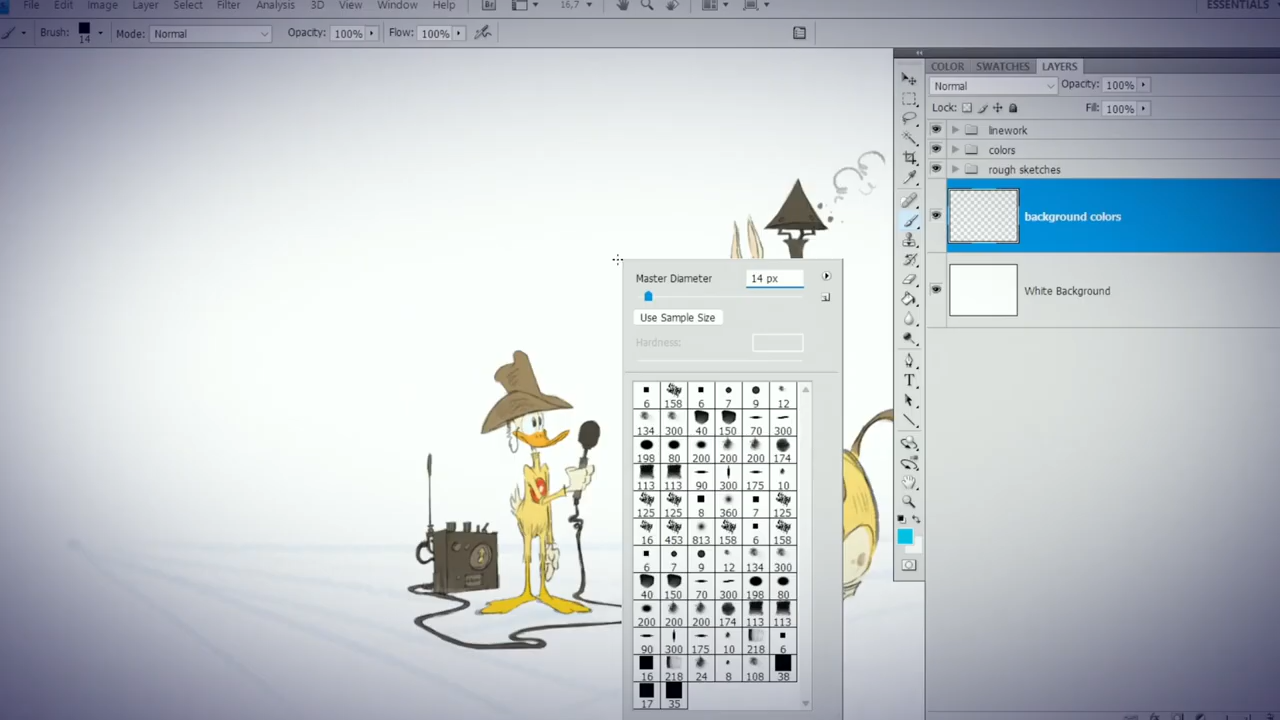 File Edit Image Layer Select Filter Analysis 3D View Window Help Br 16,7 ESSENTIALS
Brush: 14 Mode: Normal Opacity: 100% Flow: 100%
COLOR SWATCHES LAYERS
Normal Opacity: 100%
Lock: Fill: 100%
linework
colors
rough sketches
background colors
White Background
T
Master Diameter 14 px
Use Sample Size
Hardness:
6 158 6 7 9 12
134 300 40 150 70 300
198 80 200 200 200 174
113 113 90 300 175 10
125 125 8 360 7 125
16 453 813 158 6 158
6 7 9 12 134 300
40 150 70 300 198 80
200 200 200 174 113 113
90 300 175 10 218 6
16 218 24 8 108 38
17 35
2